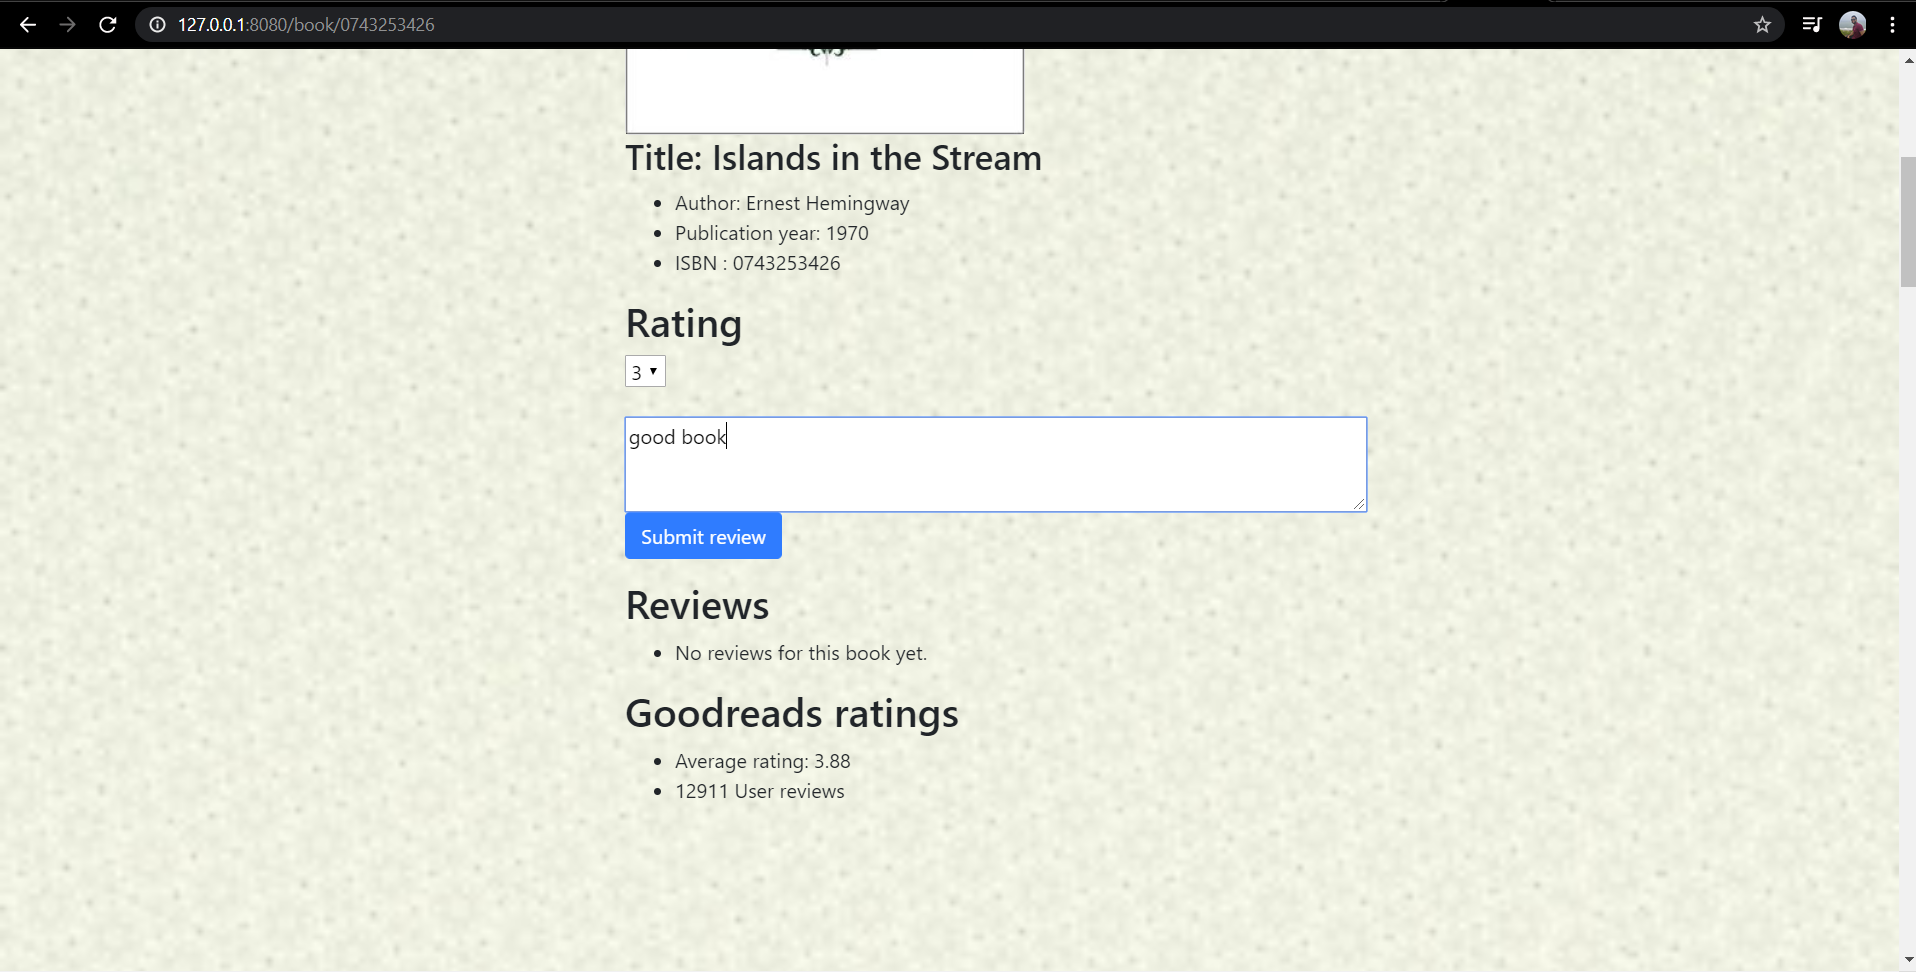 127.0.0.1:8080/book/0743253426
Title: Islands in the Stream
Author: Ernest Hemingway
Publication year: 1970
ISBN : 0743253426
Rating
3
good book
Submit review
Reviews
No reviews for this book yet.
Goodreads ratings
Average rating: 3.88
12911 User reviews